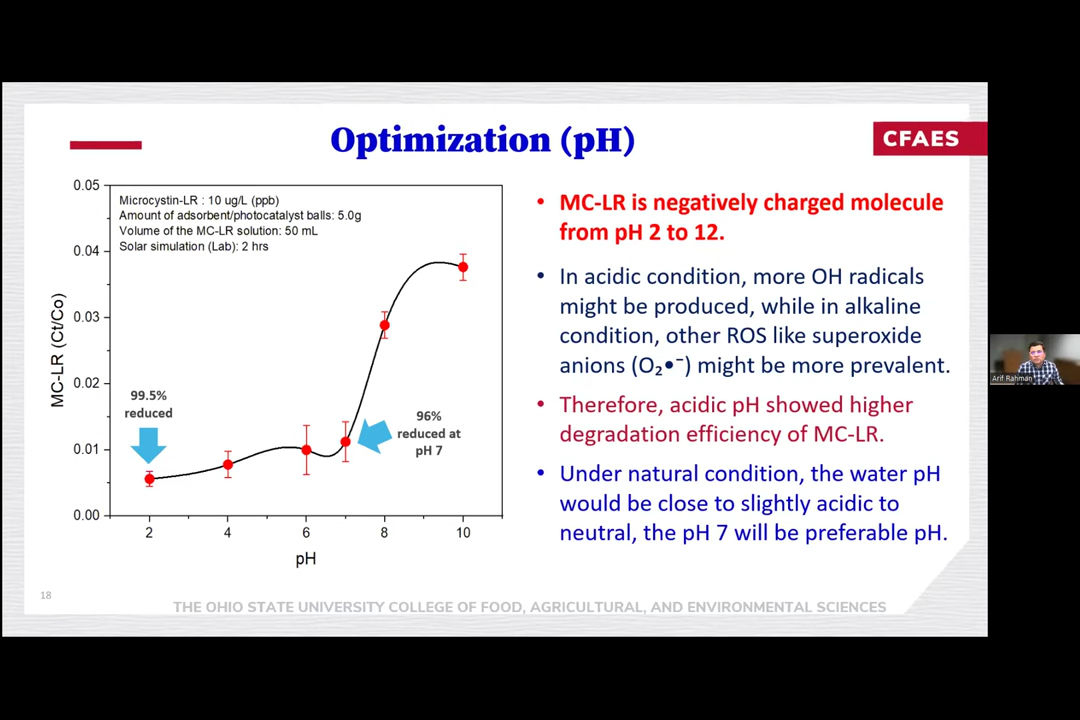 Optimization (pH)
CFAES
Microcystin-LR : 10 ug/L (ppb)
Amount of adsorbent/photocatalyst balls: 5.0g
Volume of the MC-LR solution: 50 mL
Solar simulation (Lab): 2 hrs
0.05
0.04
0.03
0.02
0.01
0.00
MC-LR (Ct/Co)
99.5%
reduced
96%
reduced at
pH 7
2 4 6 8 10
pH
• MC-LR is negatively charged molecule
from pH 2 to 12.
• In acidic condition, more OH radicals
might be produced, while in alkaline
condition, other ROS like superoxide
anions (O₂•⁻) might be more prevalent.
• Therefore, acidic pH showed higher
degradation efficiency of MC-LR.
• Under natural condition, the water pH
would be close to slightly acidic to
neutral, the pH 7 will be preferable pH.
18
THE OHIO STATE UNIVERSITY COLLEGE OF FOOD, AGRICULTURAL, AND ENVIRONMENTAL SCIENCES
Arif Rahman